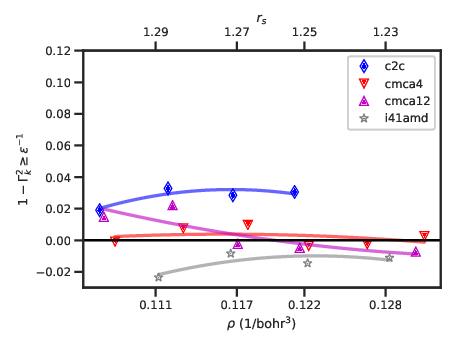 r_s
1.29 1.27 1.25 1.23
0.12
0.10
0.08
0.06
0.04
0.02
0.00
−0.02
1 − Γ_k^2 ≥ ε^−1
c2c
cmca4
cmca12
i41amd
0.111 0.117 0.122 0.128
ρ (1/bohr^3)